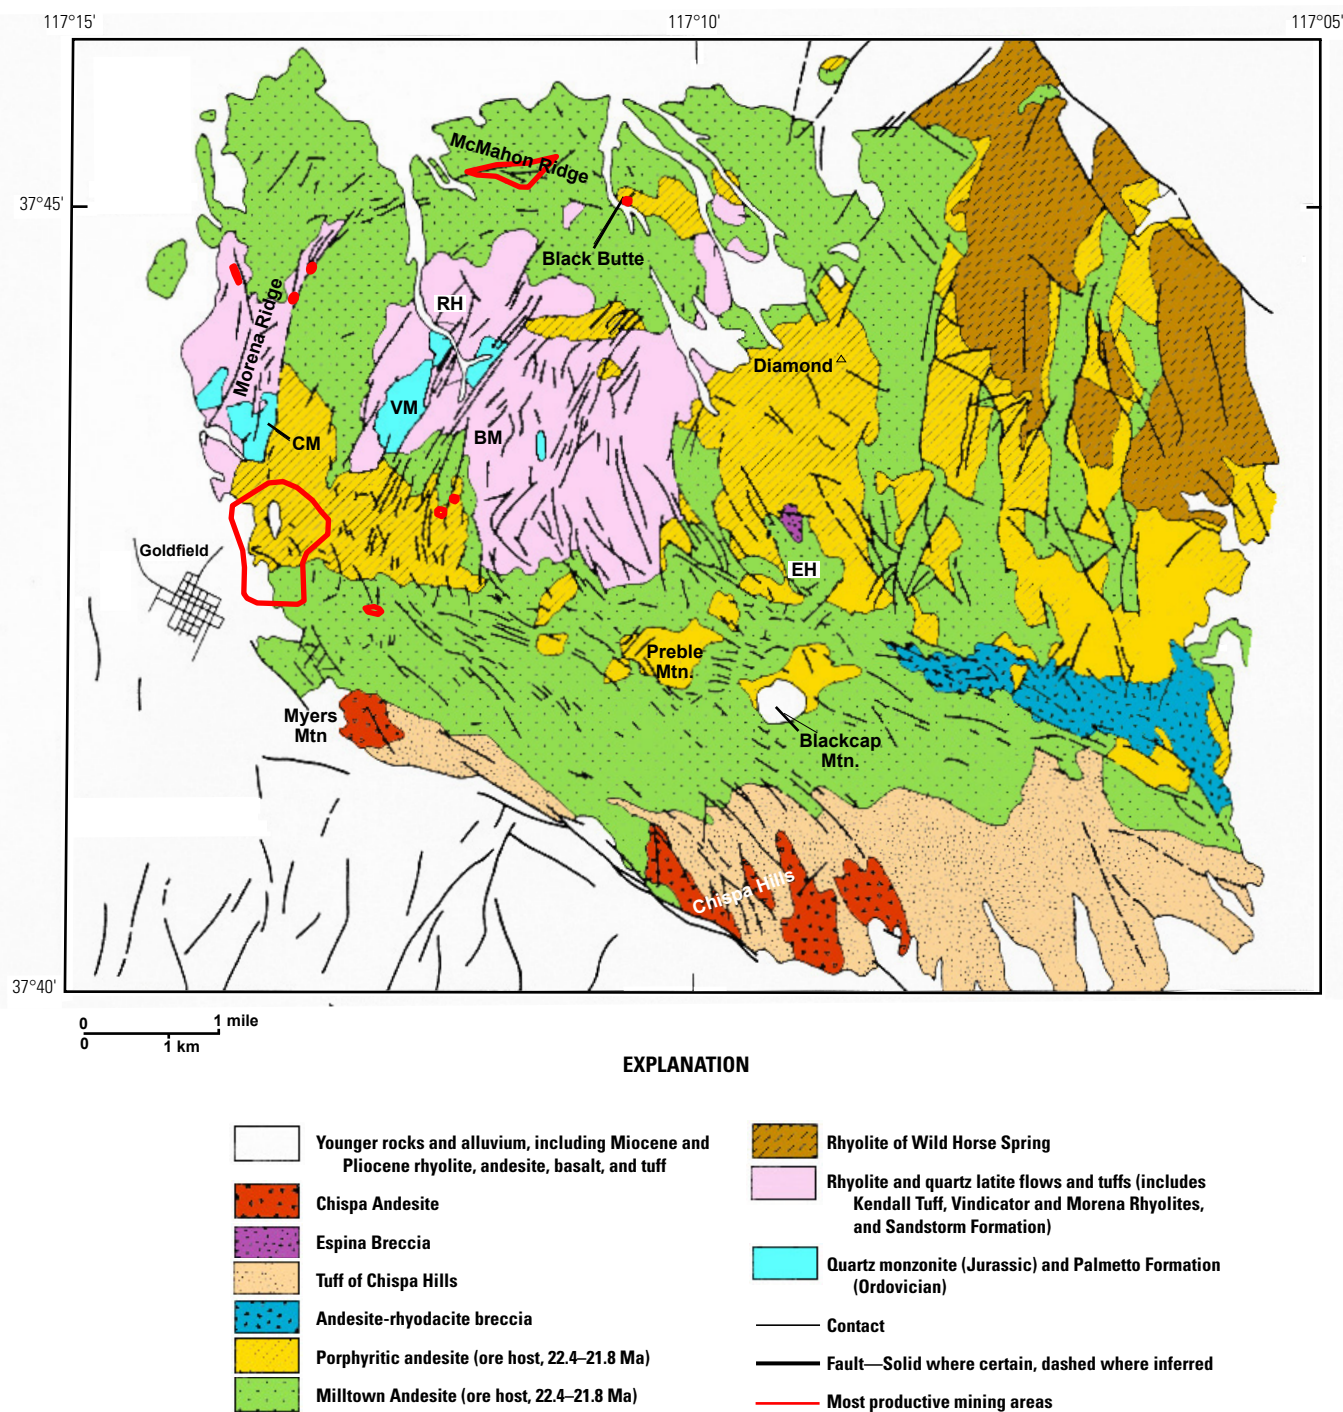 117°15'
117°10'
117°05'
McMahon Ridge
37°45'
Black Butte
RH
Morena Ridge
Diamond
VM
CM
BM
Goldfield
EH
Preble
Mtn.
Myers
Mtn
Blackcap
Mtn.
Chispa Hills
37°40'
0 1 mile
0 1 km
EXPLANATION
Younger rocks and alluvium, including Miocene and
Pliocene rhyolite, andesite, basalt, and tuff
Chispa Andesite
Espina Breccia
Tuff of Chispa Hills
Andesite-rhyodacite breccia
Porphyritic andesite (ore host, 22.4–21.8 Ma)
Milltown Andesite (ore host, 22.4–21.8 Ma)
Rhyolite of Wild Horse Spring
Rhyolite and quartz latite flows and tuffs (includes
Kendall Tuff, Vindicator and Morena Rhyolites,
and Sandstorm Formation)
Quartz monzonite (Jurassic) and Palmetto Formation
(Ordovician)
Contact
Fault—Solid where certain, dashed where inferred
Most productive mining areas